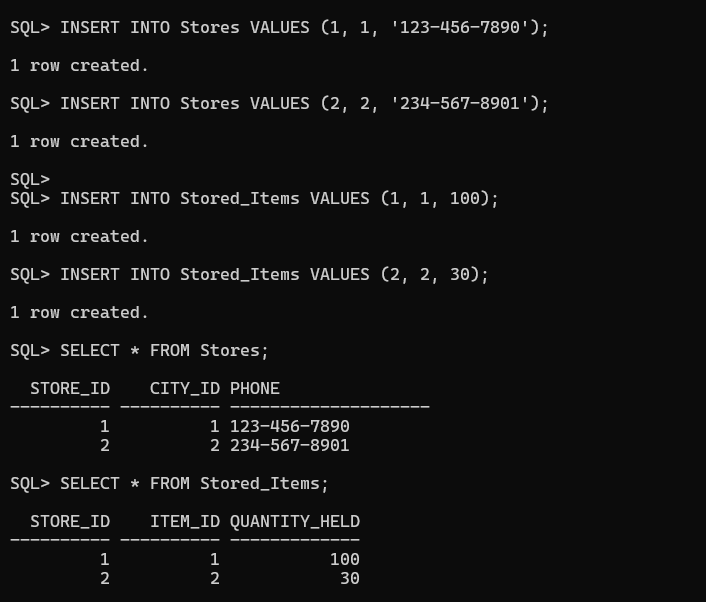 SQL> INSERT INTO Stores VALUES (1, 1, '123-456-7890');
1 row created.
SQL> INSERT INTO Stores VALUES (2, 2, '234-567-8901');
1 row created.
SQL>
SQL> INSERT INTO Stored_Items VALUES (1, 1, 100);
1 row created.
SQL> INSERT INTO Stored_Items VALUES (2, 2, 30);
1 row created.
SQL> SELECT * FROM Stores;
  STORE_ID    CITY_ID PHONE
---------- ---------- --------------------
         1          1 123-456-7890
         2          2 234-567-8901
SQL> SELECT * FROM Stored_Items;
  STORE_ID    ITEM_ID QUANTITY_HELD
---------- ---------- -------------
         1          1           100
         2          2            30